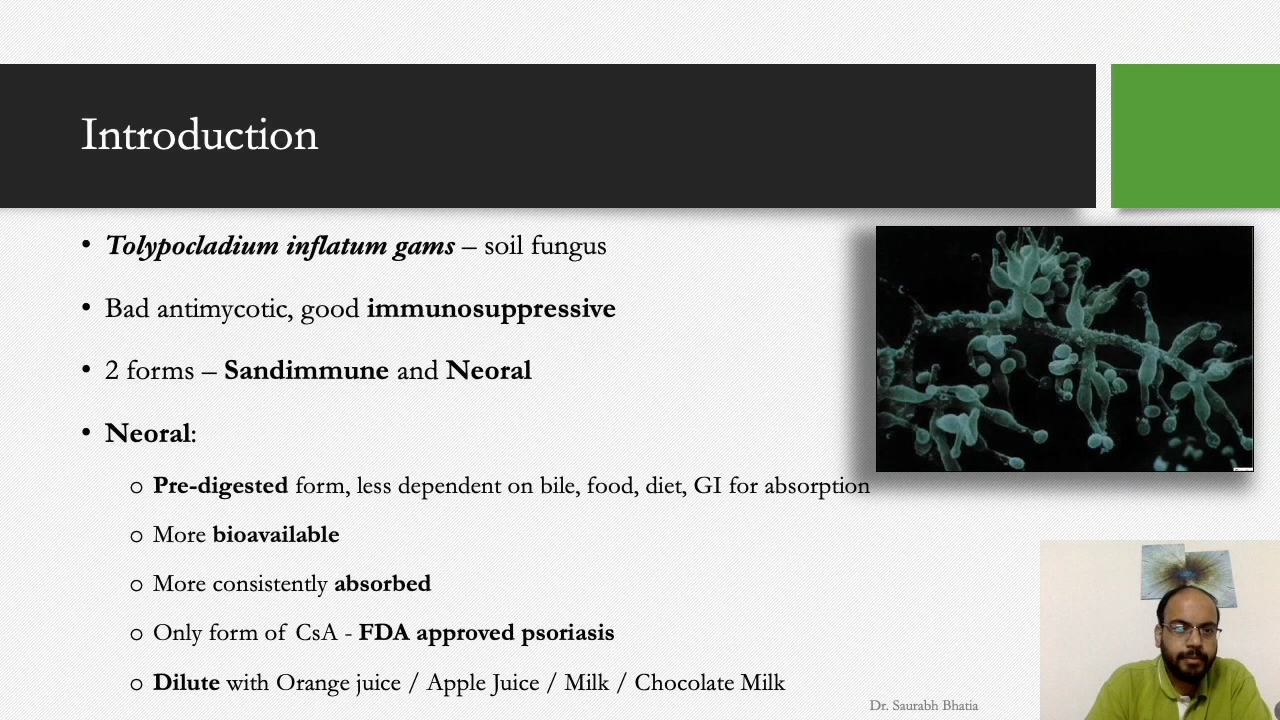 Introduction
• Tolypocladium inflatum gams – soil fungus
• Bad antimycotic, good immunosuppressive
• 2 forms – Sandimmune and Neoral
• Neoral:
o Pre-digested form, less dependent on bile, food, diet, GI for absorption
o More bioavailable
o More consistently absorbed
o Only form of CsA - FDA approved psoriasis
o Dilute with Orange juice / Apple Juice / Milk / Chocolate Milk
Dr. Saurabh Bhatia